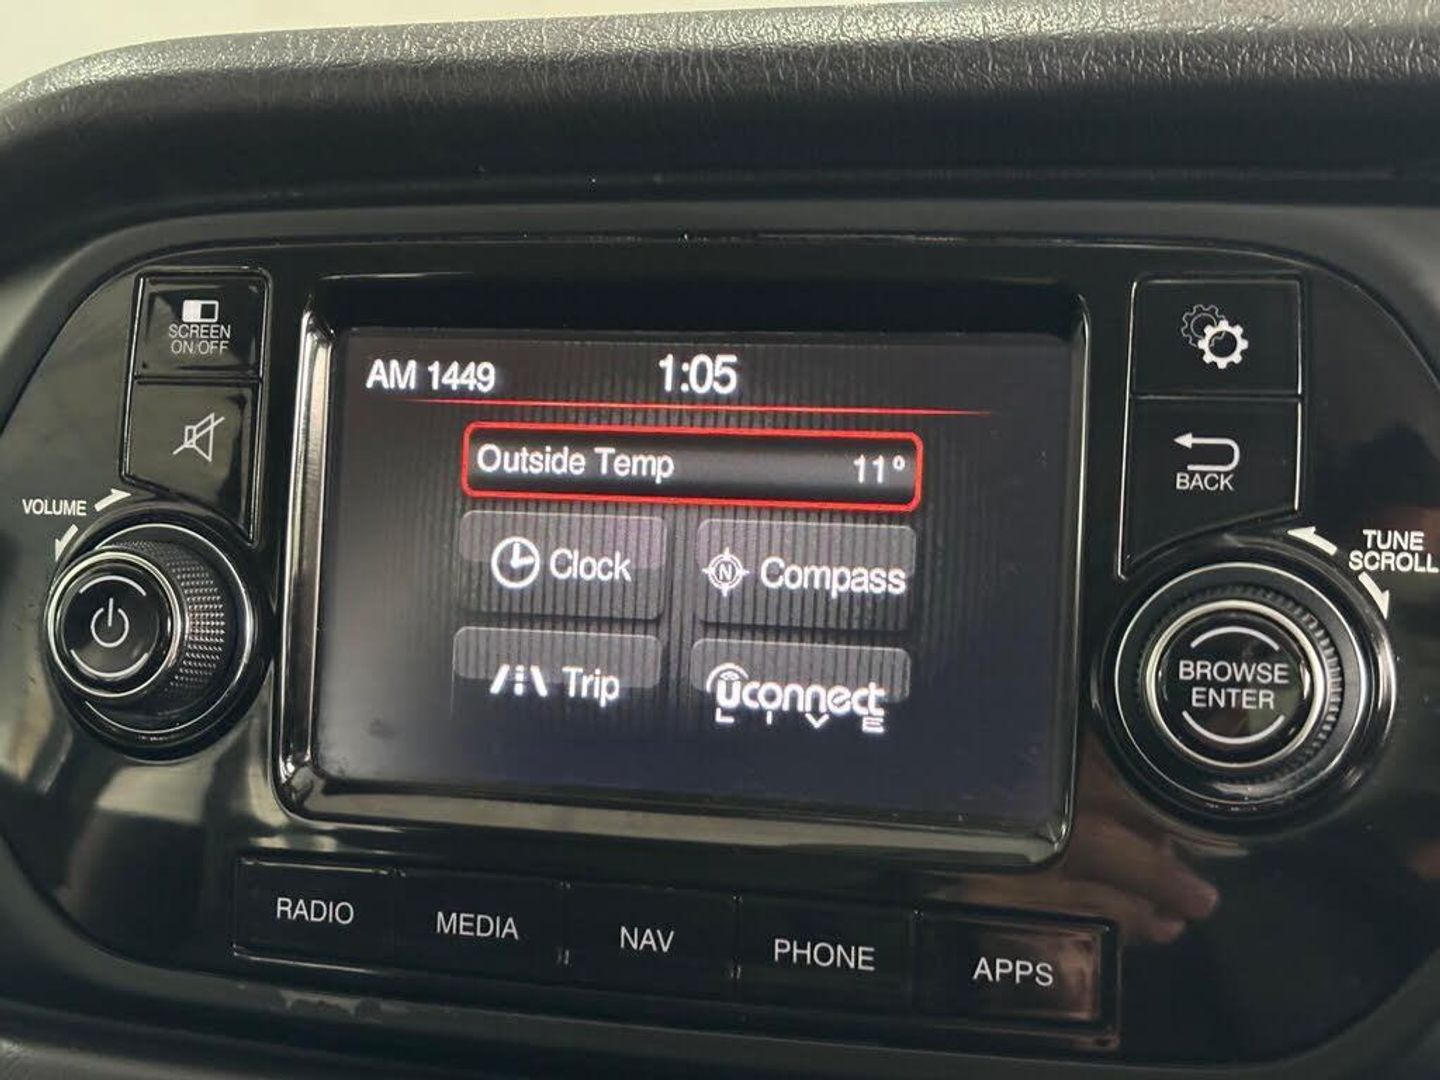 SCREEN
ON/OFF
VOLUME
AM 1449 1:05
Outside Temp 11°
Clock
N Compass
Trip
uconnect
LIVE
BACK
TUNE
SCROLL
BROWSE
ENTER
RADIO MEDIA NAV PHONE APPS